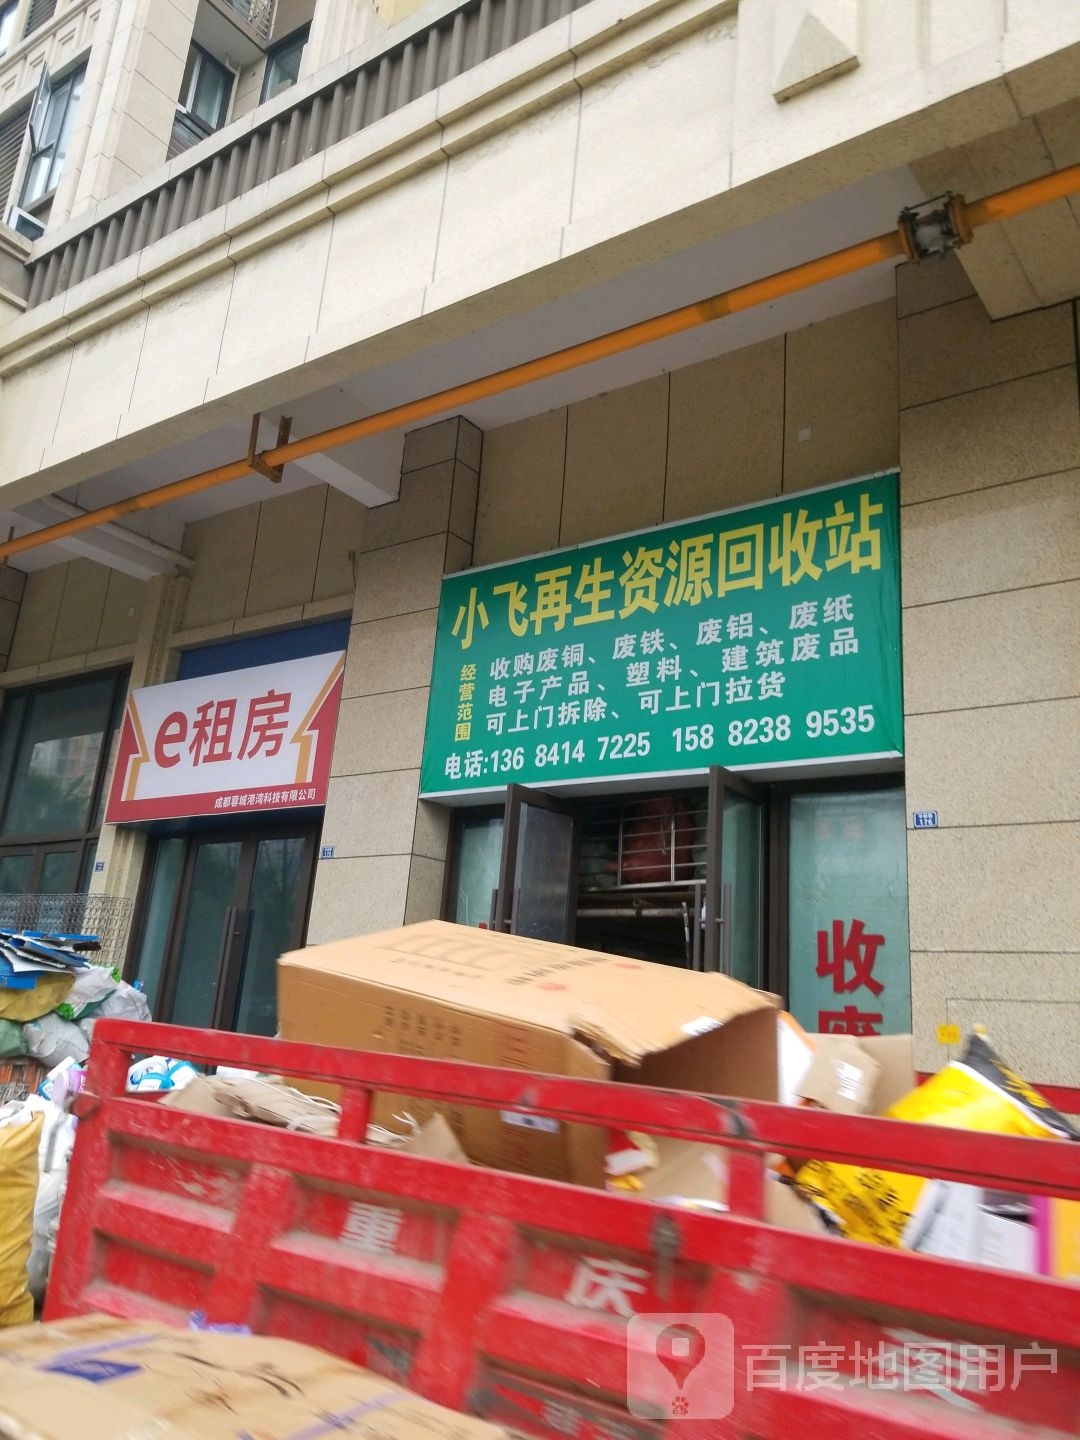 小飞再生资源回收站
经营范围
收购废铜、废铁、废铝、废纸
电子产品、塑料、建筑废品
可上门拆除、可上门拉货
电话:136 8414 7225 158 8238 9535
e租房
成都蓉城港湾科技有限公司
176
收
废
重
庆
百度地图用户